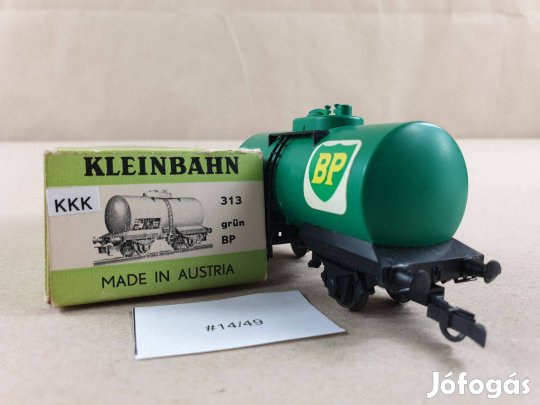 KLEINBAHN
KKK
313
grün
BP
MADE IN AUSTRIA
#14/49
BP
Jófogás